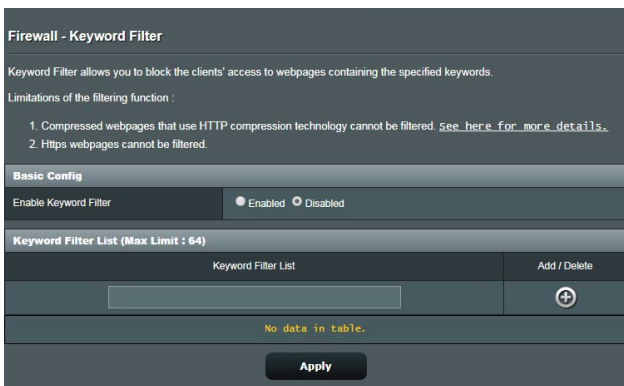 Firewall - Keyword Filter
Keyword Filter allows you to block the clients' access to webpages containing the specified keywords.
Limitations of the filtering function :
1. Compressed webpages that use HTTP compression technology cannot be filtered. See here for more details.
2. Https webpages cannot be filtered.
Basic Config
Enable Keyword Filter Enabled Disabled
Keyword Filter List (Max Limit : 64)
Keyword Filter List Add / Delete
No data in table.
Apply